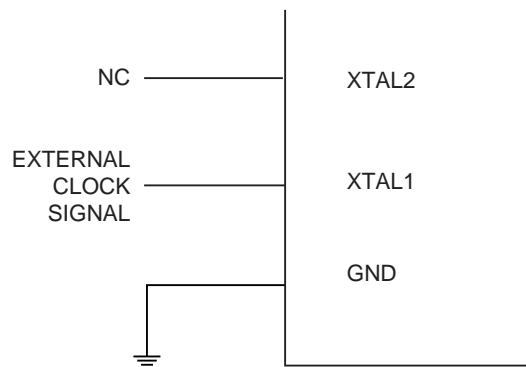 NC
XTAL2
EXTERNAL
CLOCK
SIGNAL
XTAL1
GND